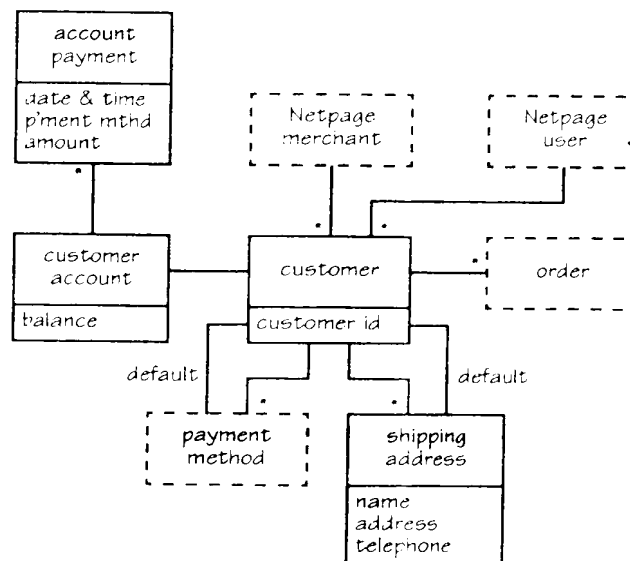 account
payment
date & time
p'ment mthd
amount
Netpage
merchant
Netpage
user
customer
account
balance
customer
customer id
order
default
default
payment
method
shipping
address
name
address
telephone